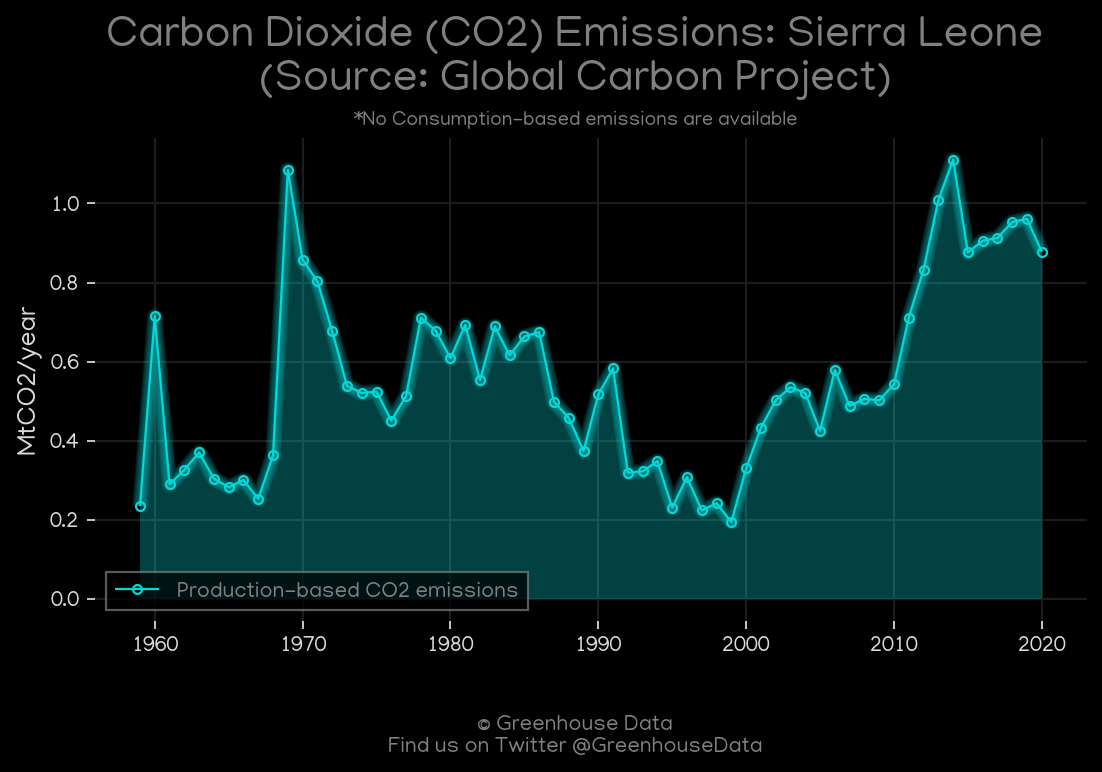 Carbon Dioxide (CO2) Emissions: Sierra Leone
(Source: Global Carbon Project)
*No Consumption-based emissions are available
MtCO2/year
1.0
0.8
0.6
0.4
0.2
0.0
Production-based CO2 emissions
1960 1970 1980 1990 2000 2010 2020
© Greenhouse Data
Find us on Twitter @GreenhouseData